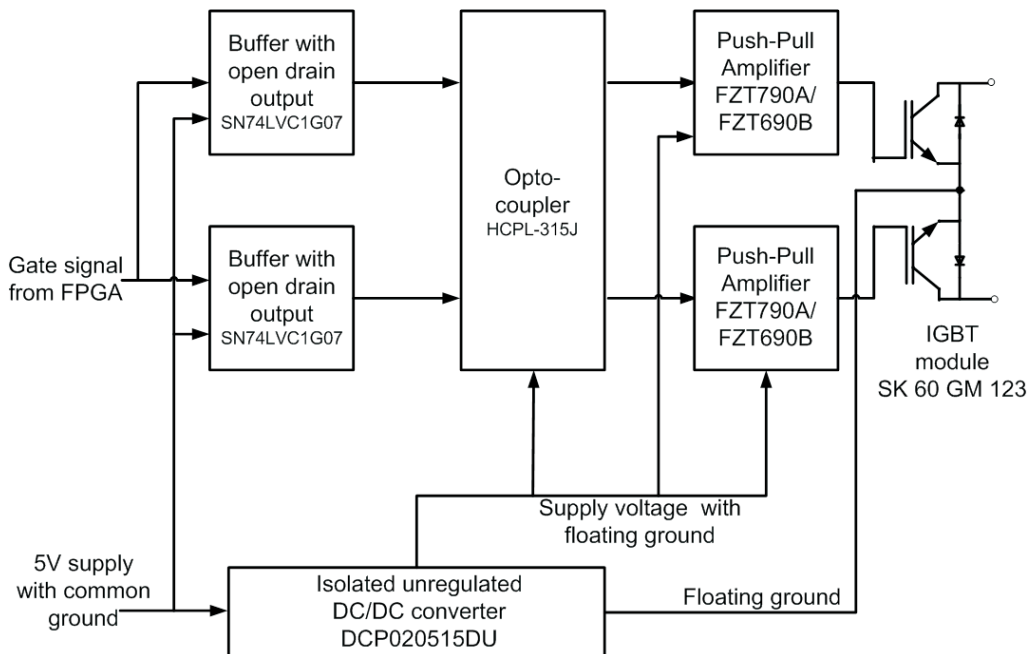 Buffer with
open drain
output
SN74LVC1G07
Push-Pull
Amplifier
FZT790A/
FZT690B
Opto-
coupler
HCPL-315J
Gate signal
from FPGA
Buffer with
open drain
output
SN74LVC1G07
Push-Pull
Amplifier
FZT790A/
FZT690B
IGBT
module
SK 60 GM 123
Supply voltage with
floating ground
5V supply
with common
ground
Isolated unregulated
DC/DC converter
DCP020515DU
Floating ground